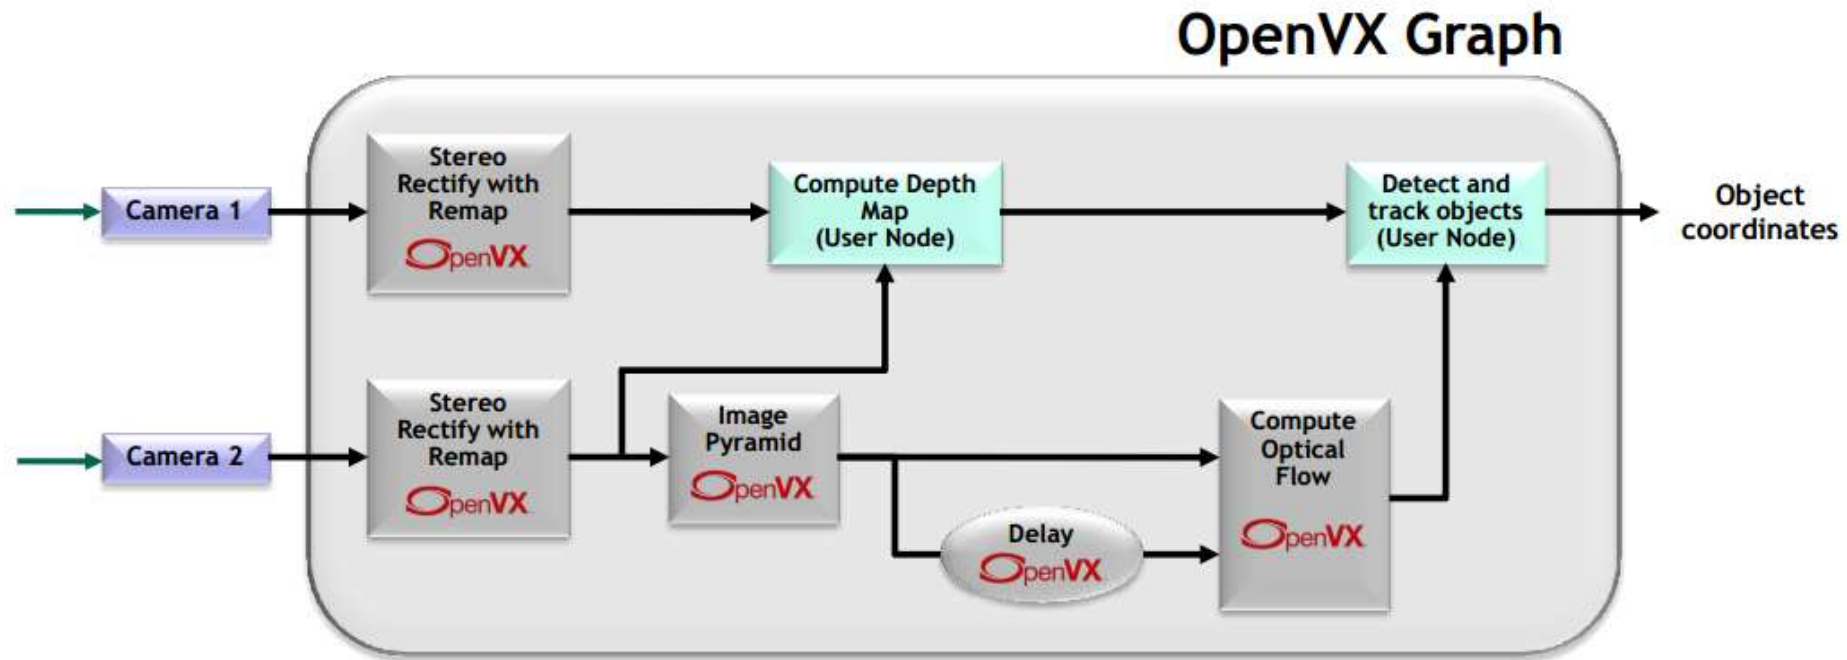 OpenVX Graph
Camera 1
Stereo
Rectify with
Remap
OpenVX
Compute Depth
Map
(User Node)
Detect and
track objects
(User Node)
Object
coordinates
Camera 2
Stereo
Rectify with
Remap
OpenVX
Image
Pyramid
OpenVX
Delay
OpenVX
Compute
Optical
Flow
OpenVX